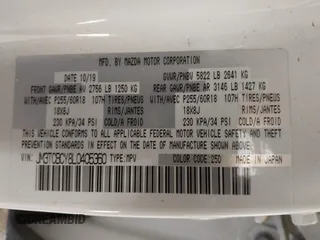 MFD. BY MAZDA MOTOR CORPORATION
DATE 10/19 GVWR/PNBV 5822 LB 2641 KG
FRONT GAWR/PNBE AV 2756 LB 1250 KG REAR GAWR/PNBE AR 3146 LB 1427 KG
WITH/AVEC P255/60R18 107H TIRES/PNEUS WITH/AVEC P255/60R18 107H TIRES/PNEUS
18X8J RIMS/JANTES 18X8J RIMS/JANTES
230 KPA/34 PSI COLD/A FROID 230 KPA/34 PSI COLD/A FROID
THIS VEHICLE CONFORMS TO ALL APPLICABLE FEDERAL MOTOR VEHICLE SAFETY, BUMPER, AND THEFT
PREVENTION STANDARDS IN EFFECT ON THE DATE OF MANUFACTURE SHOWN ABOVE.
TYPE: MPV COLOR CODE: 25D MADE IN JAPAN